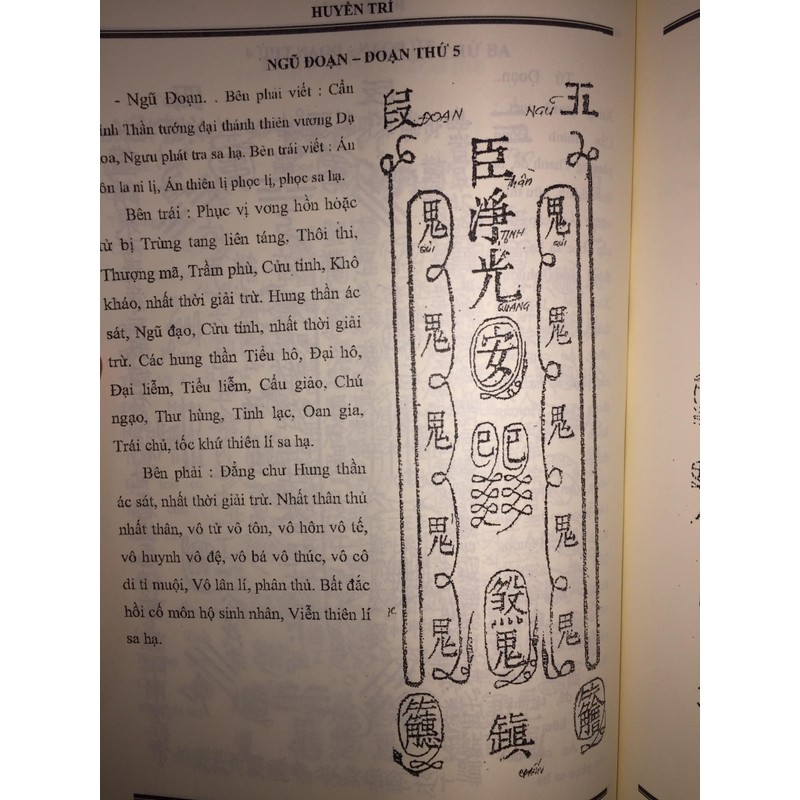 HUYỀN TRÍ
NGŨ ĐOẠN – ĐOẠN THỨ 5
- Ngũ Đoạn. . Bên phải viết : Cẩn
Thần tướng đại thánh thiên vương Dạ
oa, Ngưu phát tra sa hạ. Bên trái viết : Án
la ni lị, Án thiên lị phọc lị, phọc sa hạ.
Bên trái : Phục vị vong hồn hoặc
bị Trùng tang liên táng, Thôi thi,
Thượng mã, Trầm phù, Cửu tinh, Khô
kháo, nhất thời giải trừ. Hung thần ác
sát, Ngũ đạo, Cửu tinh, nhất thời giải
trừ. Các hung thần Tiểu hô, Đại hô,
Đại liễm, Tiểu liễm, Cẩu giảo, Chú
ngạo, Thư hùng, Tinh lạc, Oan gia,
Trái chủ, tốc khứ thiên lí sa hạ.
Bên phải : Đẳng chư Hung thần
ác sát, nhất thời giải trừ. Nhất thân thủ
nhất thân, vô tử vô tôn, vô hôn vô tế,
vô huynh vô đệ, vô bá vô thúc, vô cô
di tỉ muội, Vô lân lí, phân thủ. Bất đắc
hồi cố môn hộ sinh nhân, Viễn thiên lí
sa hạ.
五 NGŨ
段 ĐOẠN
臣 thần
淨 TỊNH
光 QUANG
安
鬼 QUỈ
鬼
鬼
鬼
鬼
鬼 QUỈ
鬼
鬼
鬼
鬼
鬼
鎮